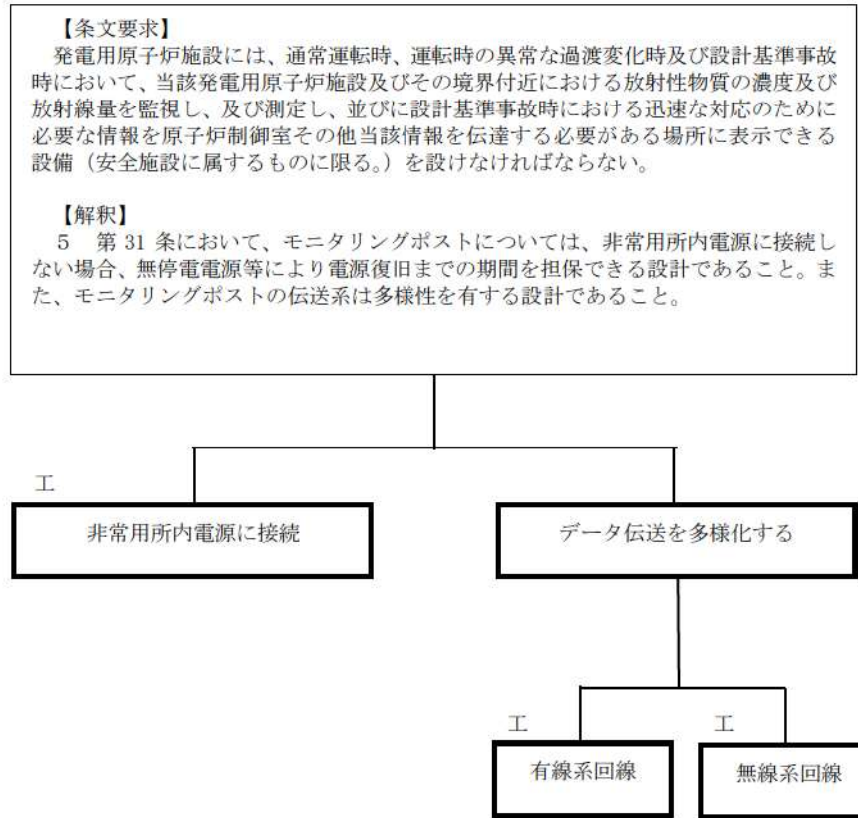 【条文要求】
発電用原子炉施設には、通常運転時、運転時の異常な過渡変化時及び設計基準事故
時において、当該発電用原子炉施設及びその境界付近における放射性物質の濃度及び
放射線量を監視し、及び測定し、並びに設計基準事故時における迅速な対応のために
必要な情報を原子炉制御室その他当該情報を伝達する必要がある場所に表示できる
設備（安全施設に属するものに限る。）を設けなければならない。
【解釈】
５　第 31 条において、モニタリングポストについては、非常用所内電源に接続し
ない場合、無停電電源等により電源復旧までの期間を担保できる設計であること。ま
た、モニタリングポストの伝送系は多様性を有する設計であること。
工
非常用所内電源に接続
データ伝送を多様化する
工
有線系回線
工
無線系回線